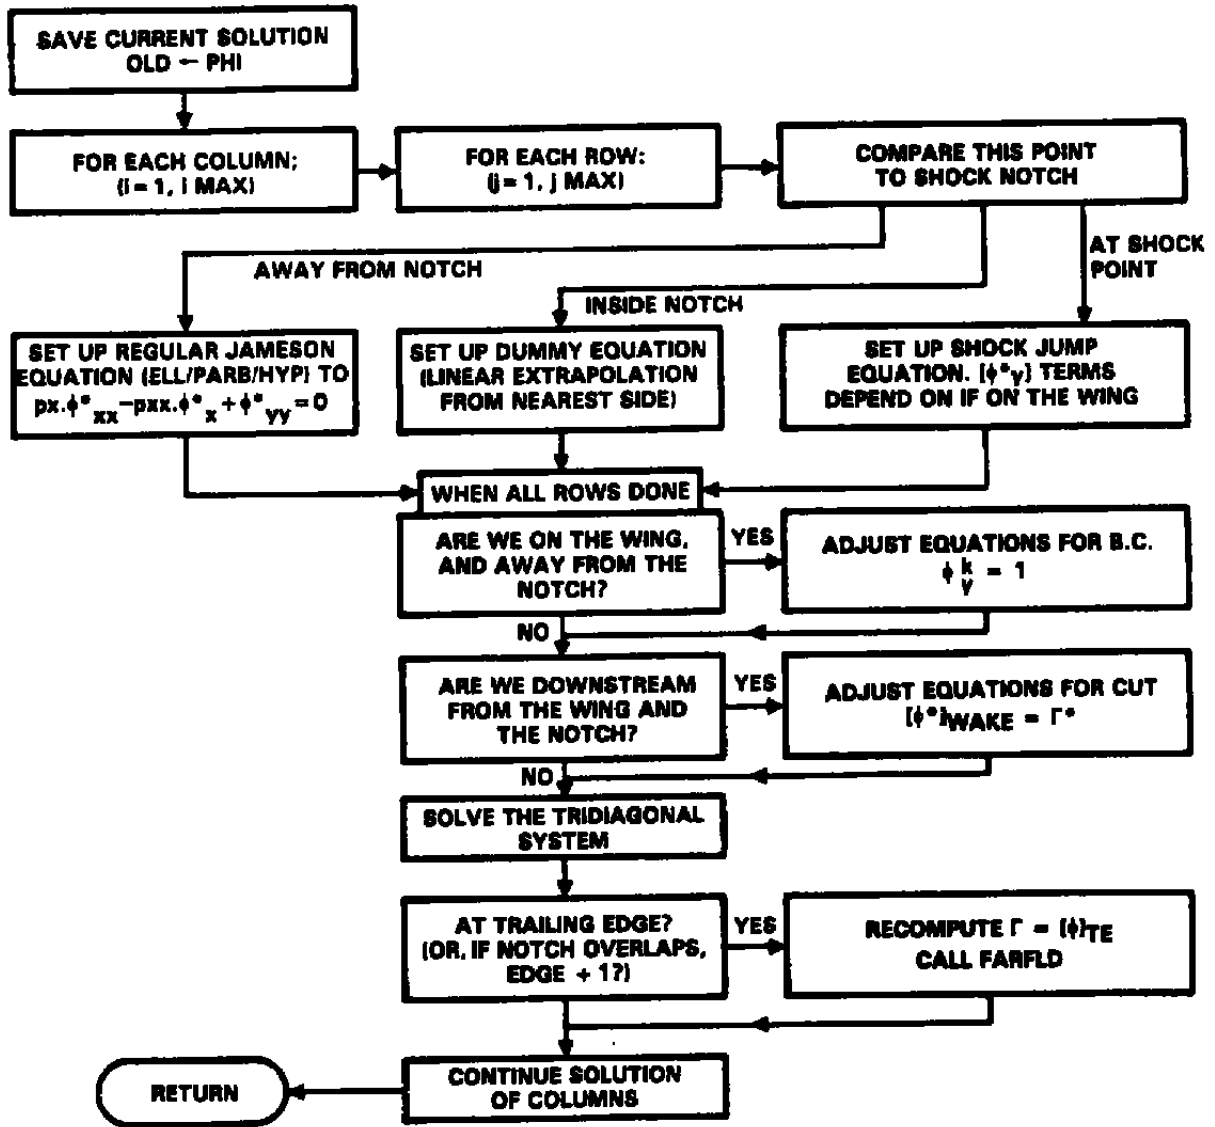 SAVE CURRENT SOLUTION
OLD ← PHI
FOR EACH COLUMN;
(i = 1, i MAX)
FOR EACH ROW:
(j = 1, j MAX)
COMPARE THIS POINT
TO SHOCK NOTCH
AWAY FROM NOTCH
INSIDE NOTCH
AT SHOCK
POINT
SET UP REGULAR JAMESON
EQUATION (ELL/PARB/HYP) TO
px.ϕ*xx−pxx.ϕ*x+ϕ*yy=0
SET UP DUMMY EQUATION
(LINEAR EXTRAPOLATION
FROM NEAREST SIDE)
SET UP SHOCK JUMP
EQUATION. [ϕ*y] TERMS
DEPEND ON IF ON THE WING
WHEN ALL ROWS DONE
ARE WE ON THE WING,
AND AWAY FROM THE
NOTCH?
YES
ADJUST EQUATIONS FOR B.C.
ϕ k y = 1
NO
ARE WE DOWNSTREAM
FROM THE WING AND
THE NOTCH?
YES
ADJUST EQUATIONS FOR CUT
[ϕ*]WAKE = Γ*
NO
SOLVE THE TRIDIAGONAL
SYSTEM
AT TRAILING EDGE?
(OR, IF NOTCH OVERLAPS,
EDGE + 1?)
YES
RECOMPUTE Γ = [ϕ]TE
CALL FARFLD
CONTINUE SOLUTION
OF COLUMNS
RETURN